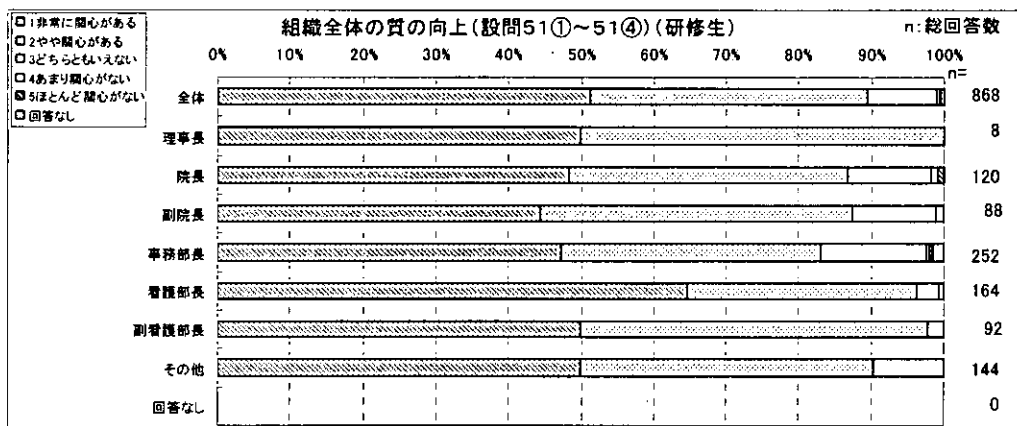 組織全体の質の向上(設問51①～51④)(研修生)
n:総回答数
□1非常に関心がある
□2やや関心がある
□3どちらともいえない
□4あまり関心がない
5ほとんど関心がない
□回答なし
0% 10% 20% 30% 40% 50% 60% 70% 80% 90% 100%
n=
全体 868
理事長 8
院長 120
副院長 88
事務部長 252
看護部長 164
副看護部長 92
その他 144
回答なし 0